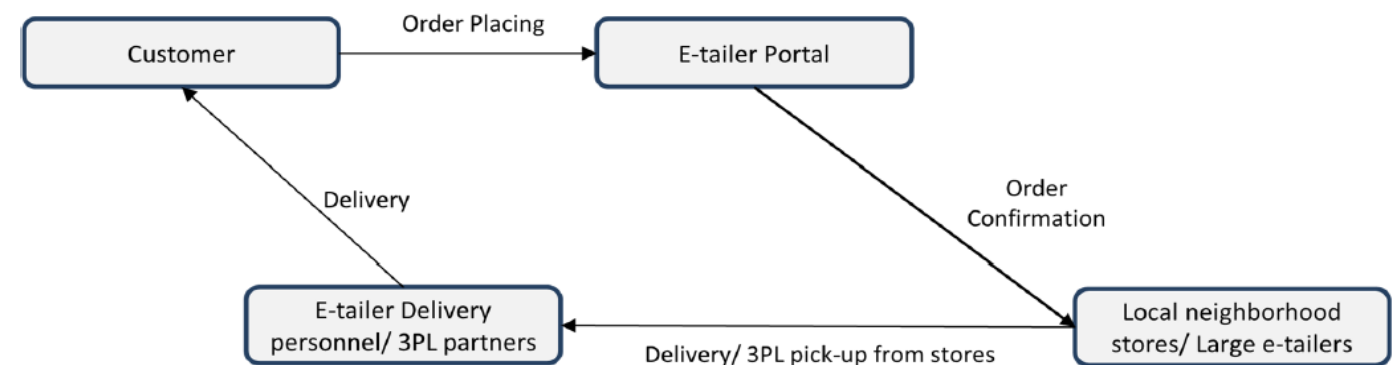 Order Placing
Customer
E-tailer Portal
Delivery
Order
Confirmation
E-tailer Delivery
personnel/ 3PL partners
Local neighborhood
stores/ Large e-tailers
Delivery/ 3PL pick-up from stores